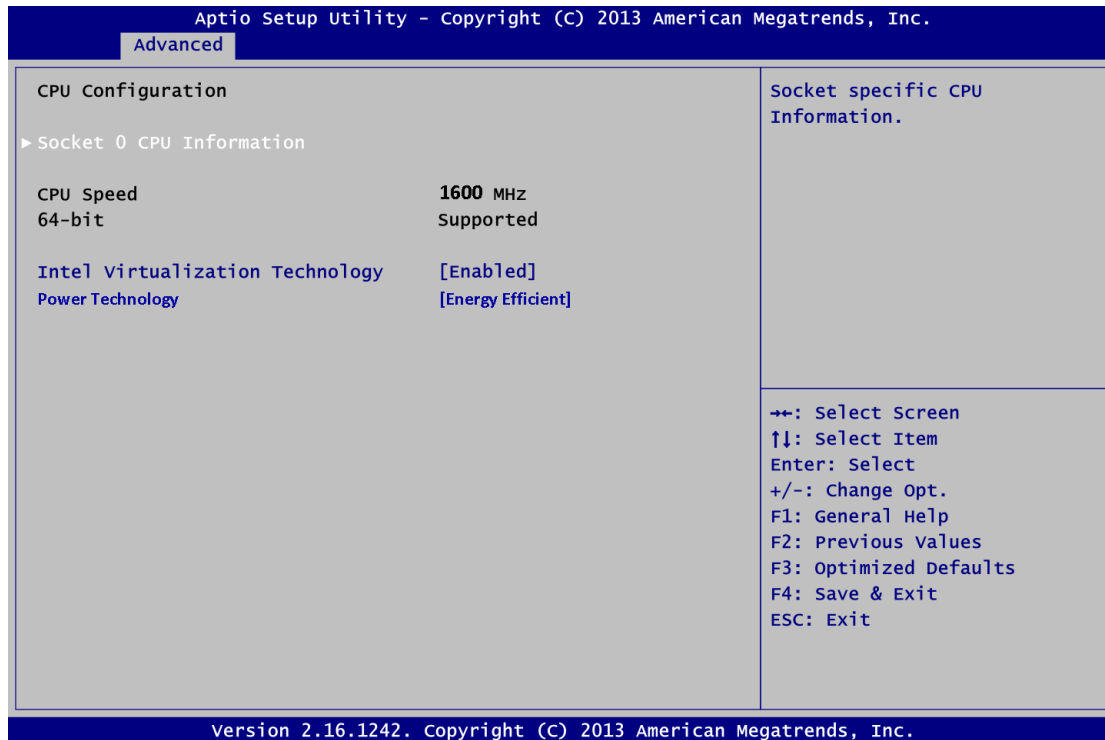 Aptio Setup Utility - Copyright (C) 2013 American Megatrends, Inc.
Advanced
CPU Configuration
▶ Socket 0 CPU Information
CPU Speed 1600 MHz
64-bit Supported
Intel Virtualization Technology [Enabled]
Power Technology [Energy Efficient]
Socket specific CPU
Information.
→←: Select Screen
↑↓: Select Item
Enter: Select
+/-: Change Opt.
F1: General Help
F2: Previous Values
F3: Optimized Defaults
F4: Save & Exit
ESC: Exit
Version 2.16.1242. Copyright (C) 2013 American Megatrends, Inc.